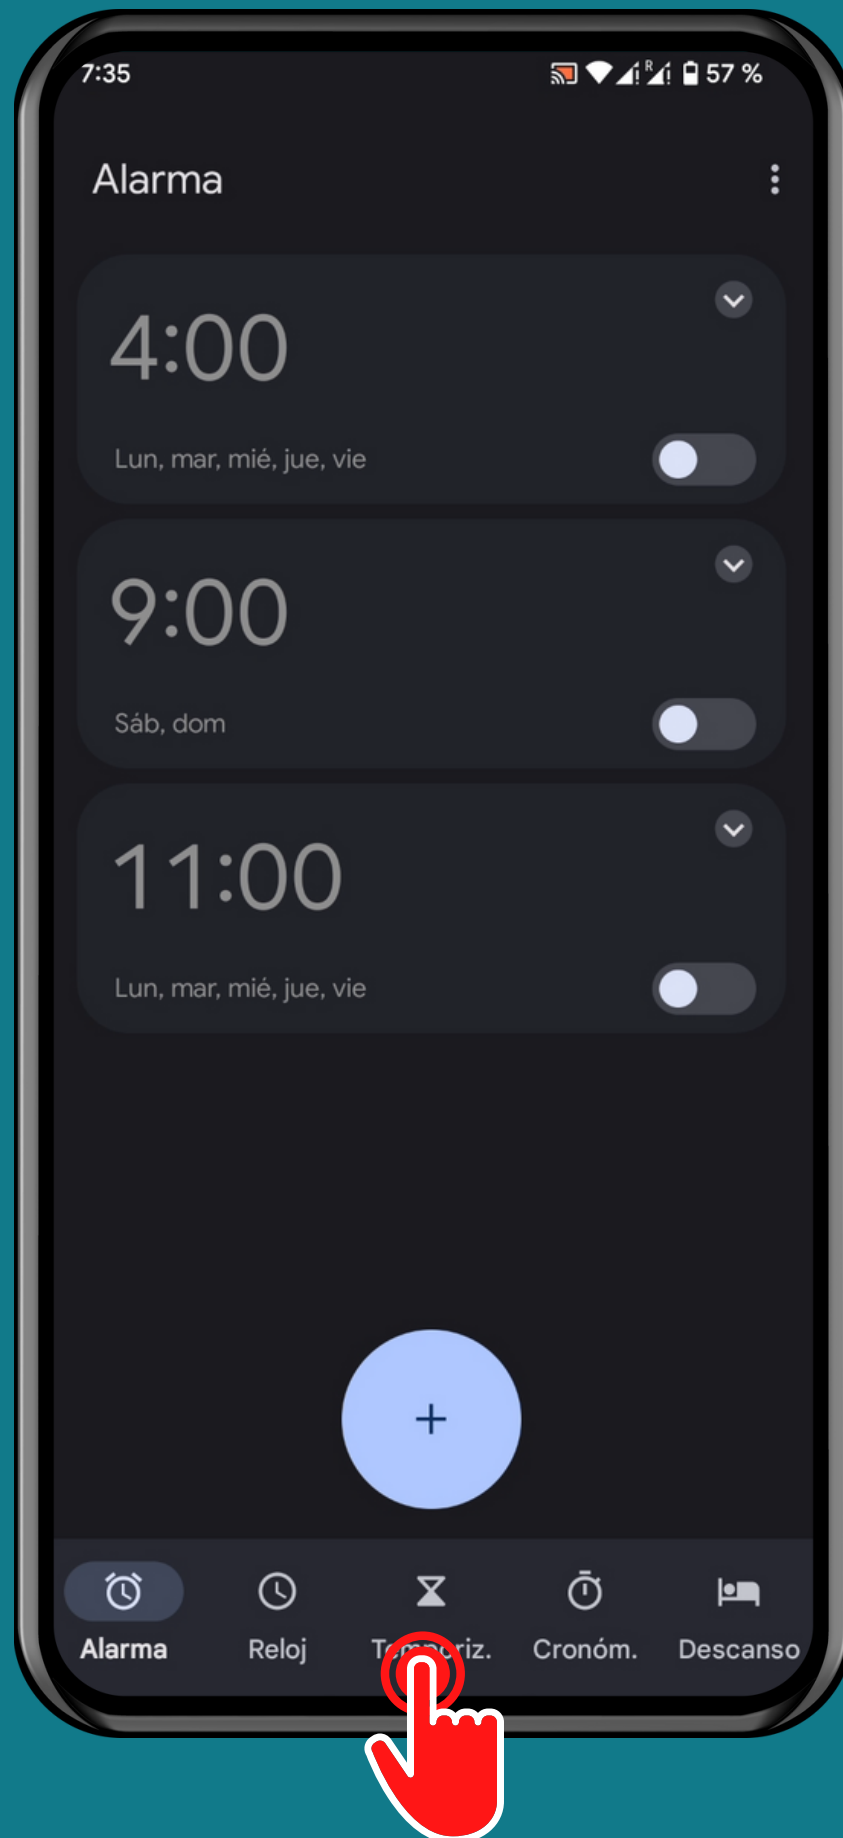 7:35 R 57 %
Alarma
4:00
Lun, mar, mié, jue, vie
9:00
Sáb, dom
11:00
Lun, mar, mié, jue, vie
+
Alarma Reloj Temporiz. Cronóm. Descanso